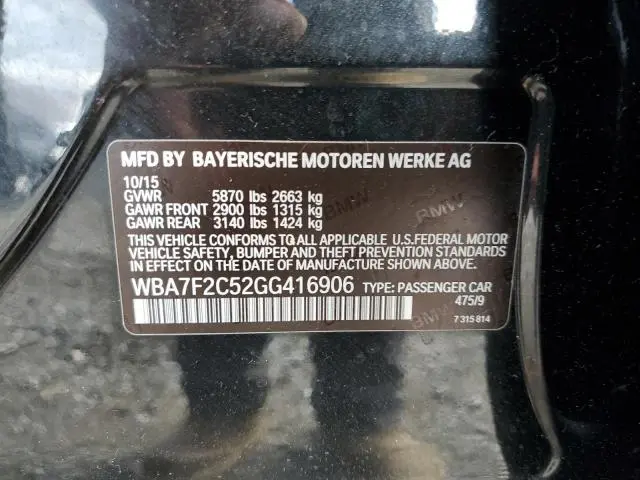 MFD BY BAYERISCHE MOTOREN WERKE AG
10/15
GVWR 5870 lbs 2663 kg
GAWR FRONT 2900 lbs 1315 kg
GAWR REAR 3140 lbs 1424 kg
THIS VEHICLE CONFORMS TO ALL APPLICABLE U.S.FEDERAL MOTOR
VEHICLE SAFETY, BUMPER AND THEFT PREVENTION STANDARDS
IN EFFECT ON THE DATE OF MANUFACTURE SHOWN ABOVE.
WBA7F2C52GG416906 TYPE: PASSENGER CAR
475/9
7 315 814
BMW
BMW
BMW